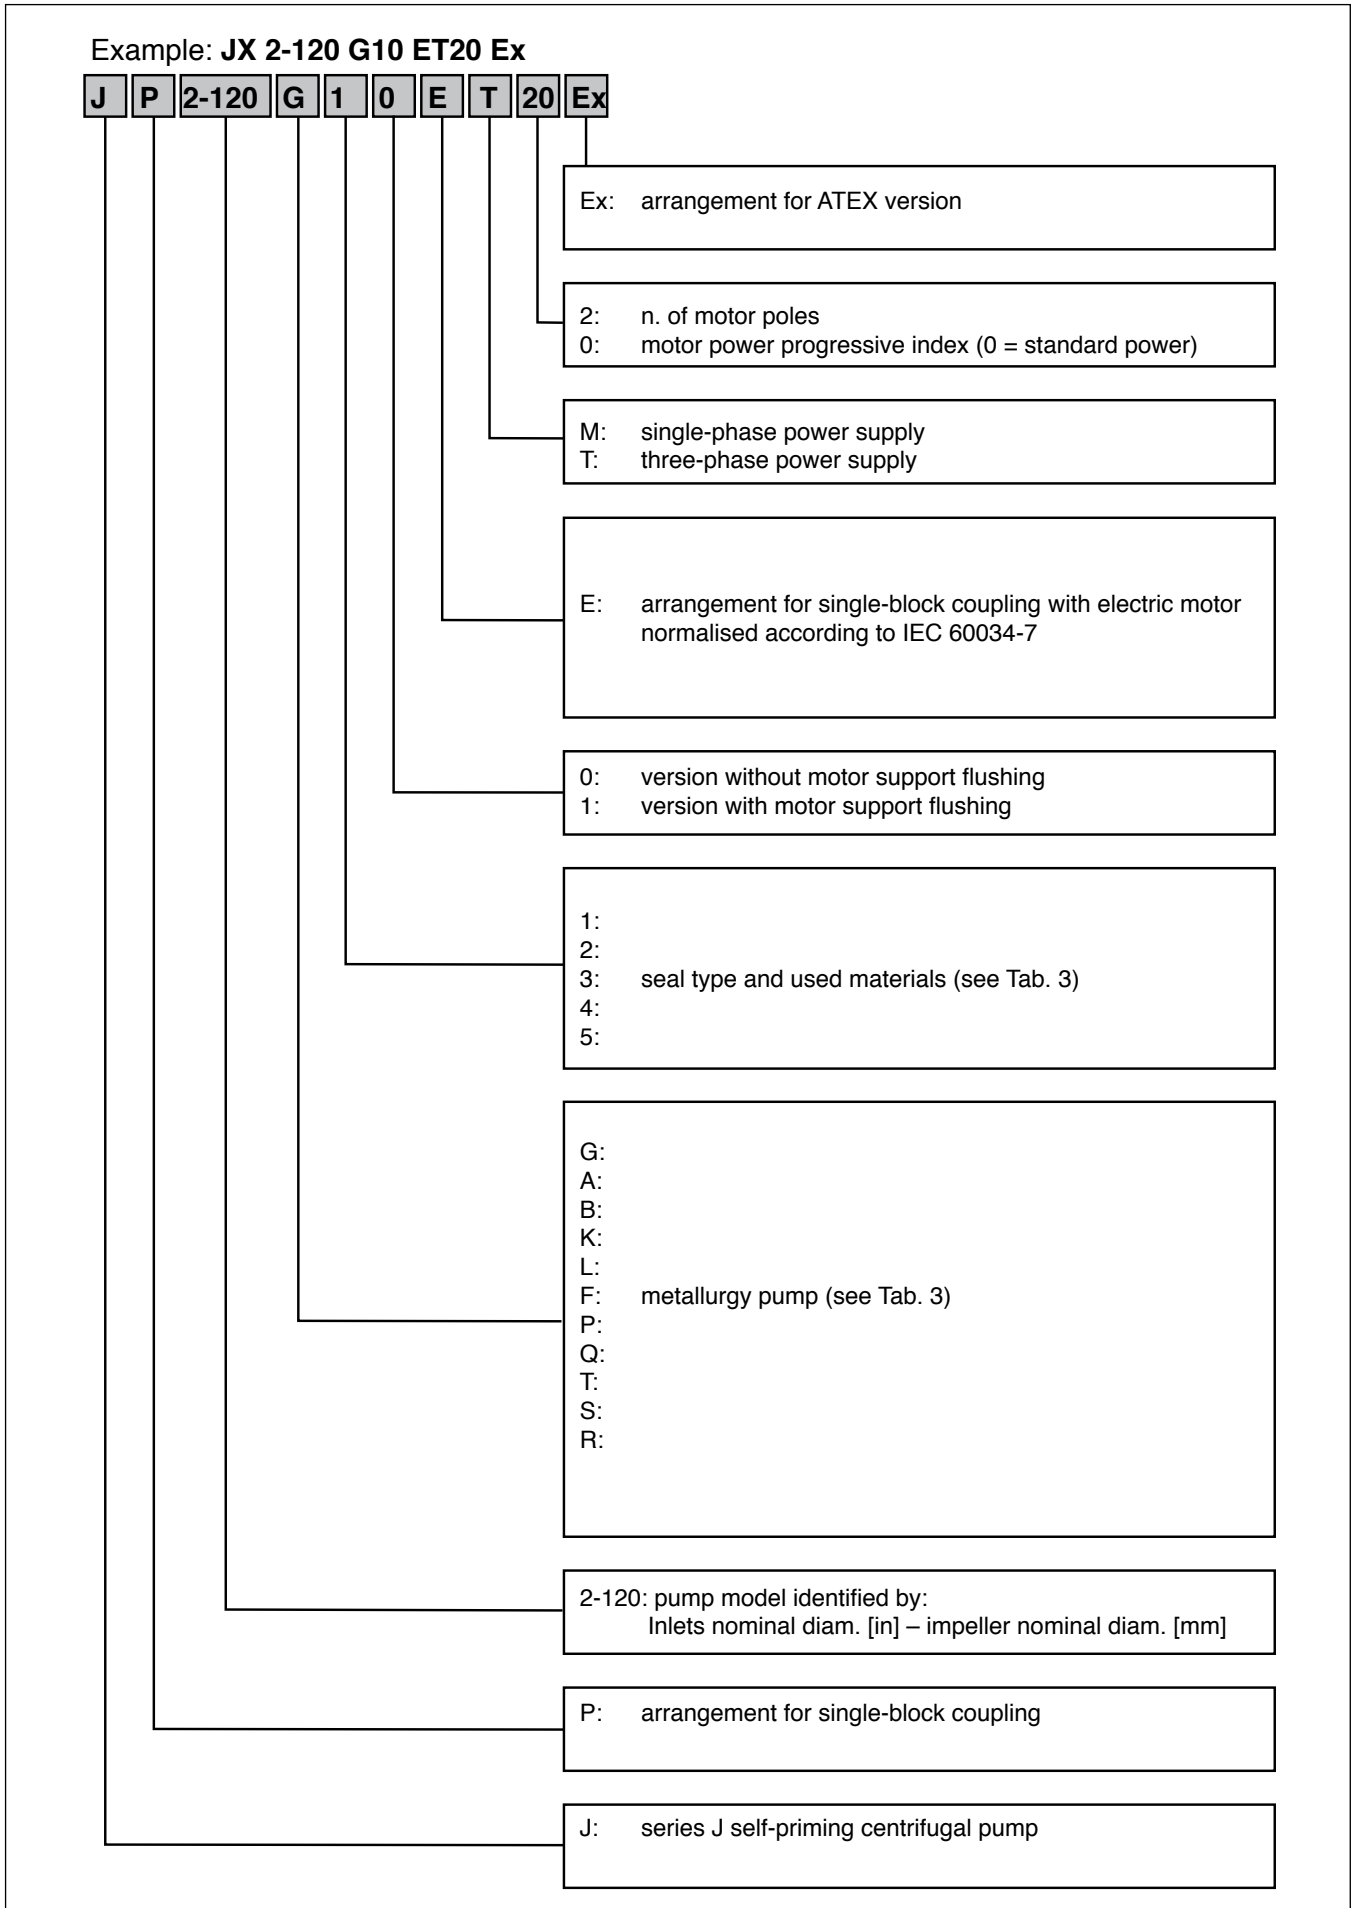 Example: JX 2-120 G10 ET20 Ex
J P 2-120 G 1 0 E T 20 Ex
Ex: arrangement for ATEX version
2: n. of motor poles
0: motor power progressive index (0 = standard power)
M: single-phase power supply
T: three-phase power supply
E: arrangement for single-block coupling with electric motor
normalised according to IEC 60034-7
0: version without motor support flushing
1: version with motor support flushing
1:
2:
3: seal type and used materials (see Tab. 3)
4:
5:
G:
A:
B:
K:
L:
F: metallurgy pump (see Tab. 3)
P:
Q:
T:
S:
R:
2-120: pump model identified by:
Inlets nominal diam. [in] – impeller nominal diam. [mm]
P: arrangement for single-block coupling
J: series J self-priming centrifugal pump